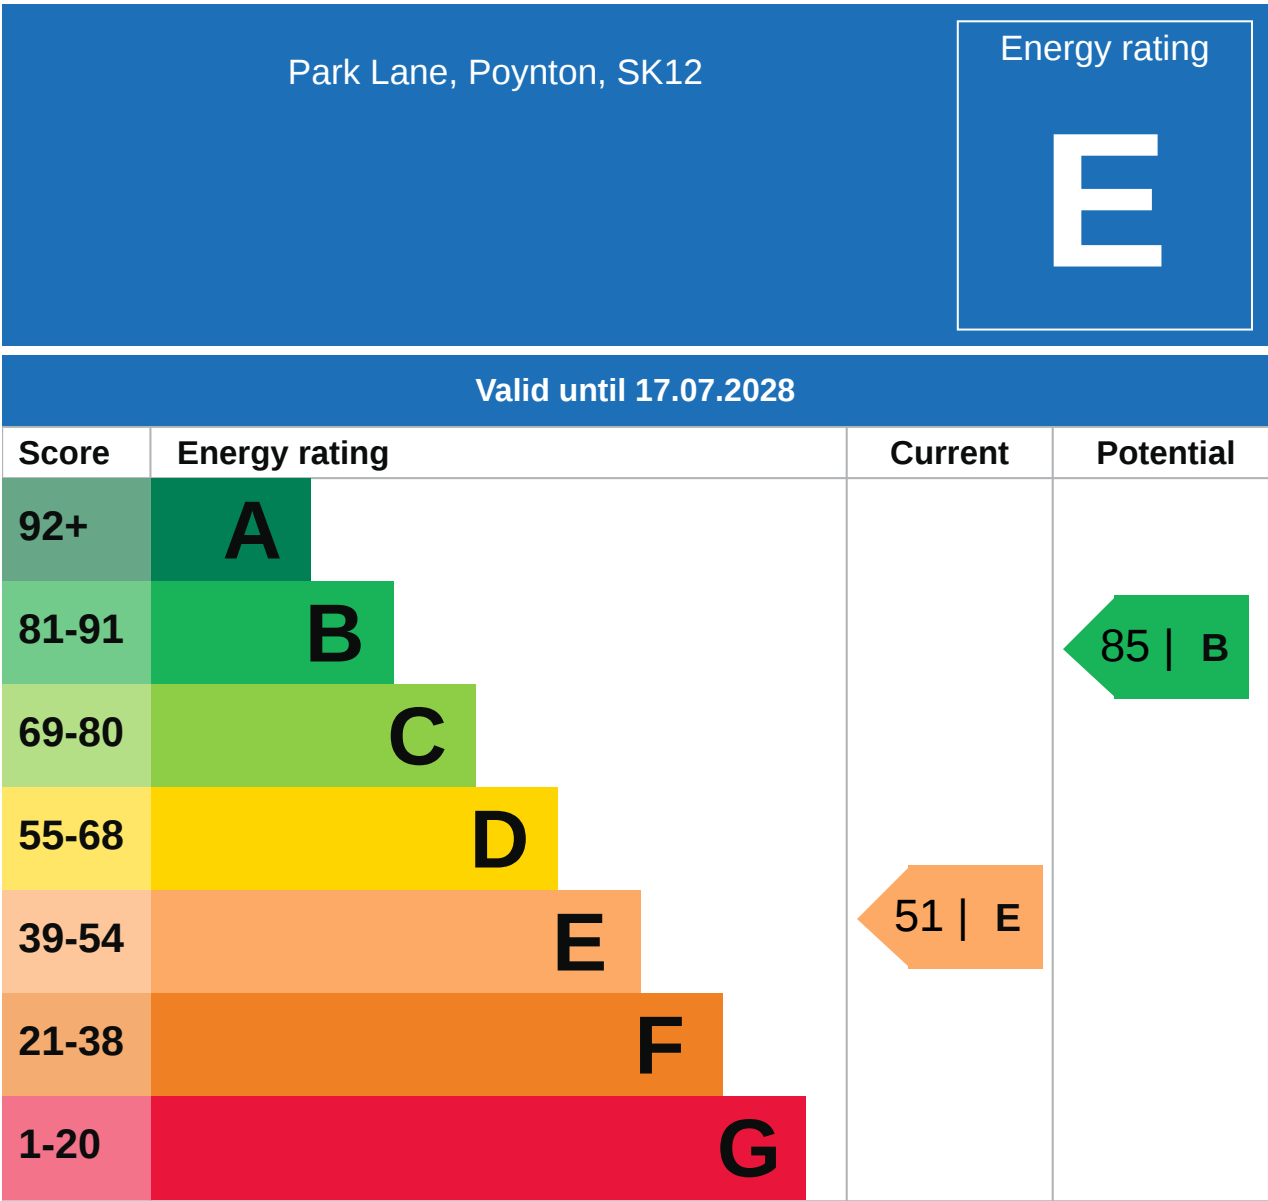 Park Lane, Poynton, SK12
Energy rating
E
Valid until 17.07.2028
Score Energy rating Current Potential
92+ A
81-91 B 85 | B
69-80 C
55-68 D
39-54 E 51 | E
21-38 F
1-20 G